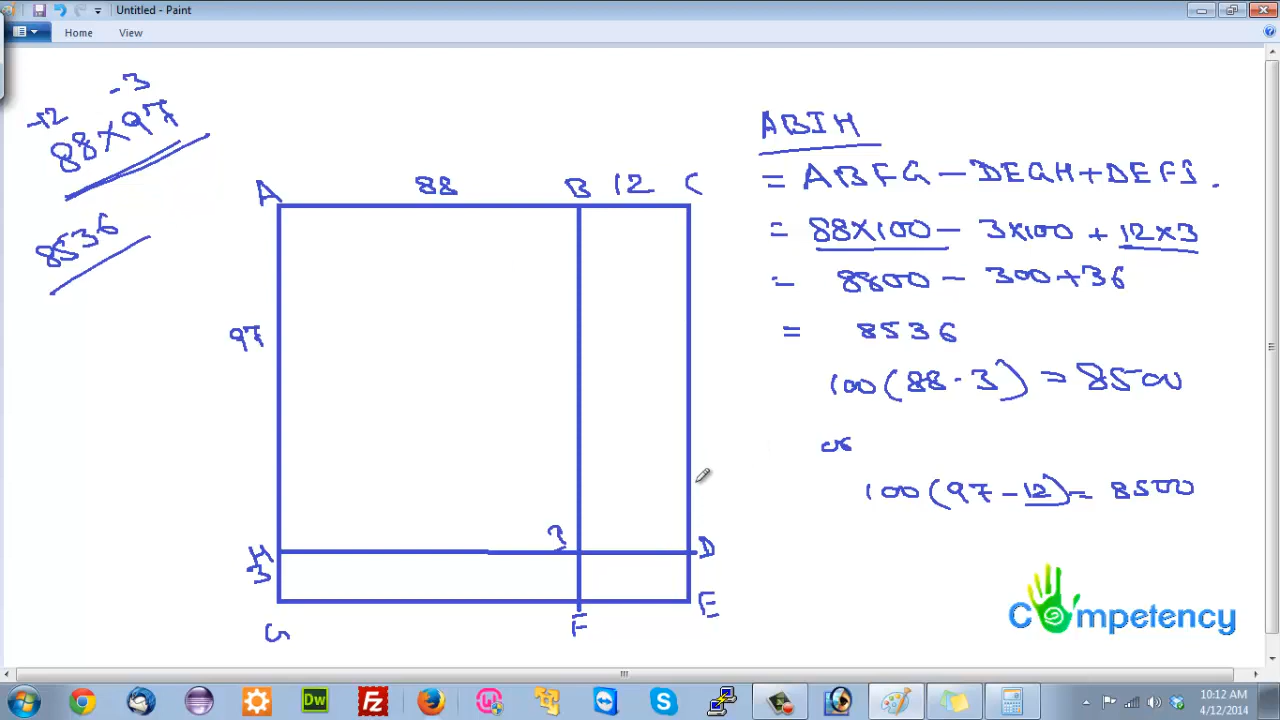 Untitled - Paint
Home View
-3
-12
88×97
8536
A 88 B 12 C
97
H I D
3
G F E
ABIH
= ABFG - DEGH + DEFI.
= 88×100 - 3×100 + 12×3
= 8800 - 300 + 36
= 8536
100(88-3) = 8500
or
100(97-12) = 8500
Competency
Dw
Fz
S
10:12 AM
4/12/2014